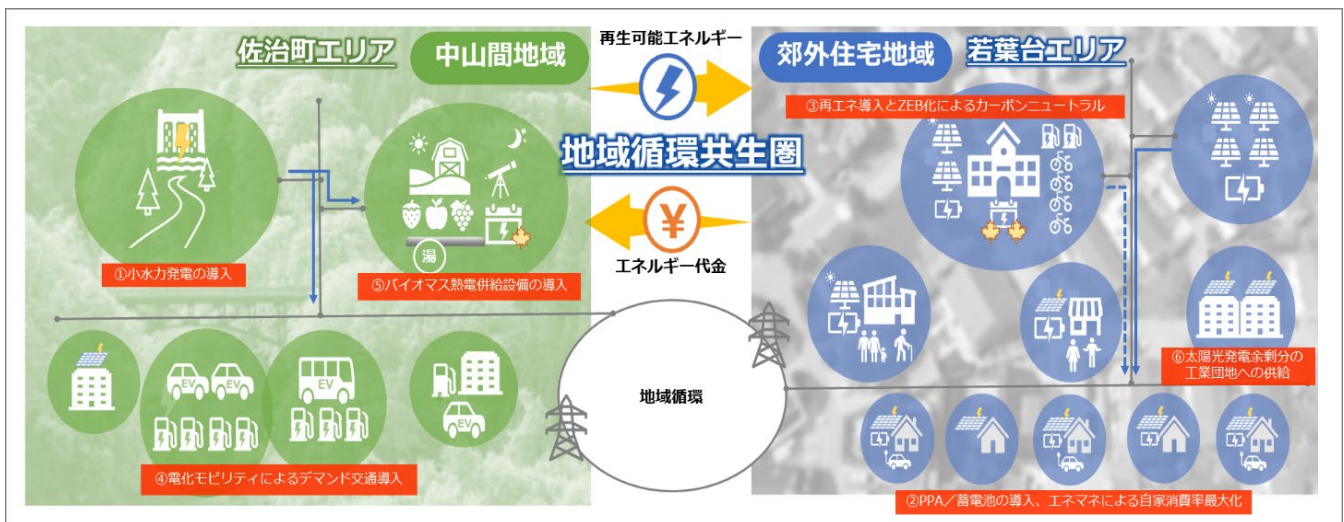 佐治町エリア
中山間地域
再生可能エネルギー
郊外住宅地域
若葉台エリア
③再エネ導入とZEB化によるカーボンニュートラル
地域循環共生圏
¥
エネルギー代金
①小水力発電の導入
湯
⑤バイオマス熱電併給設備の導入
EV
EV
EV
EV
地域循環
⑥太陽光発電余剰分の
工業団地への供給
④電化モビリティによるデマンド交通導入
②PPA／蓄電池の導入、エネマネによる自家消費率最大化